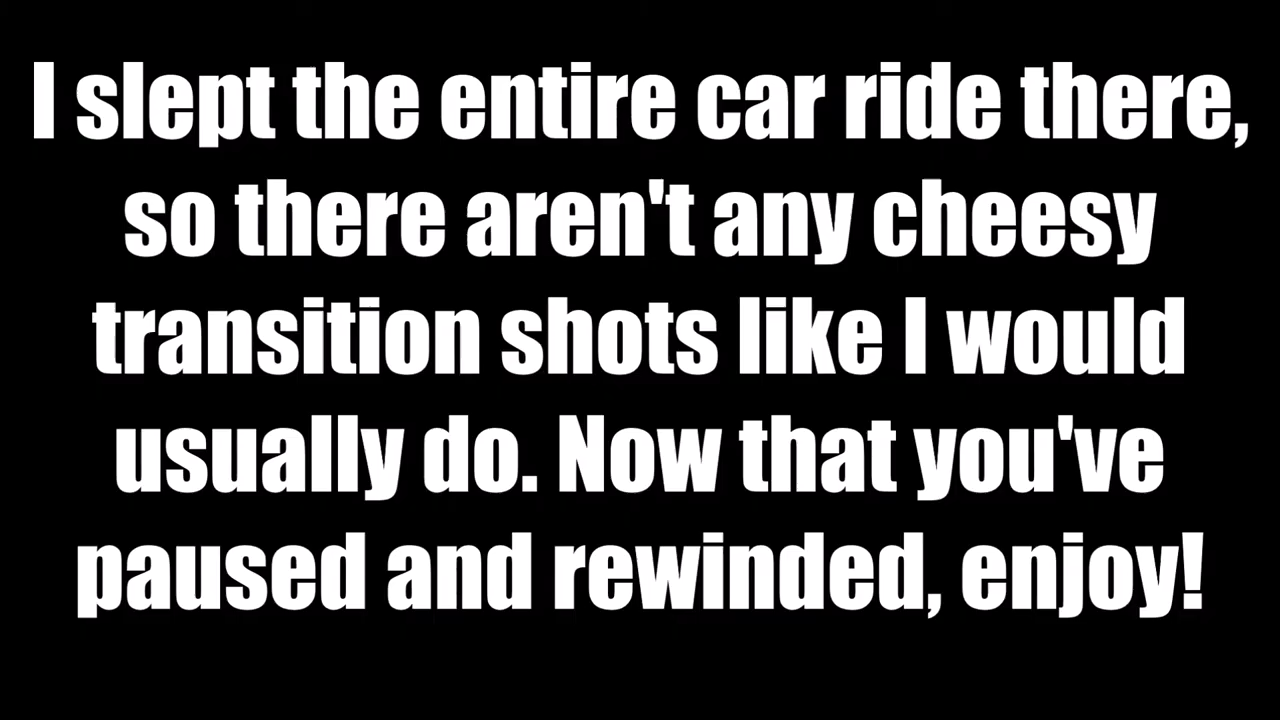 I slept the entire car ride there,
so there aren't any cheesy
transition shots like I would
usually do. Now that you've
paused and rewinded, enjoy!